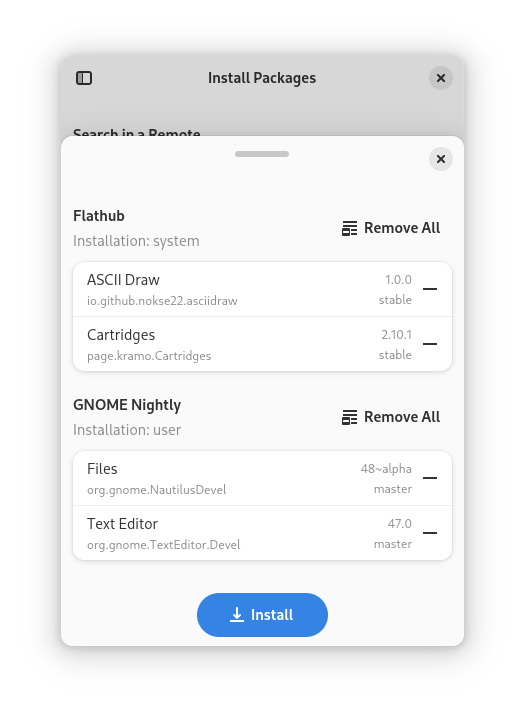 Install Packages
Search in a Remote
Flathub
Installation: system
Remove All
ASCII Draw
io.github.nokse22.asciidraw
1.0.0
stable
Cartridges
page.kramo.Cartridges
2.10.1
stable
GNOME Nightly
Installation: user
Remove All
Files
org.gnome.NautilusDevel
48~alpha
master
Text Editor
org.gnome.TextEditor.Devel
47.0
master
Install